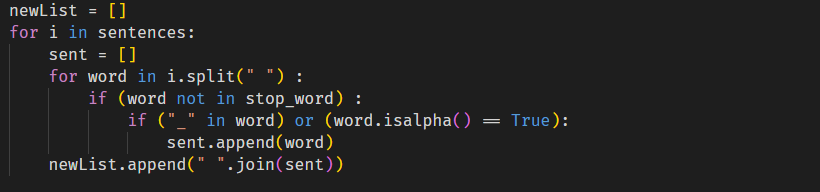 newList = []
for i in sentences:
    sent = []
    for word in i.split(" ") :
        if (word not in stop_word) :
            if ("_" in word) or (word.isalpha() == True):
                sent.append(word)
    newList.append(" ".join(sent))